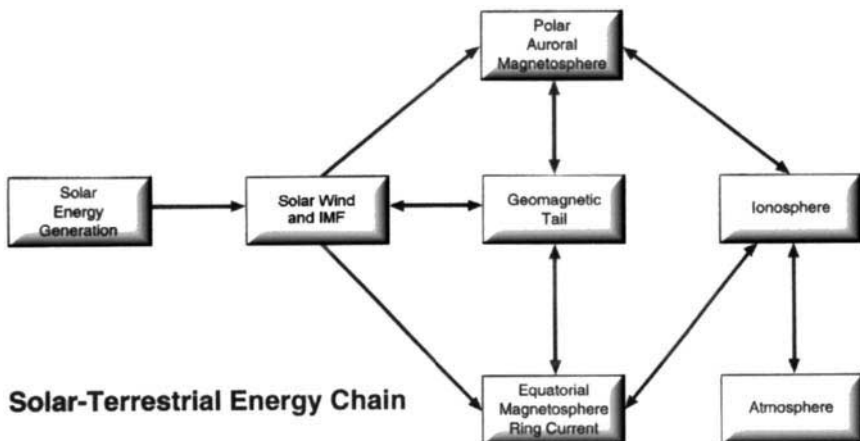 Polar
Auroral
Magnetosphere
Solar
Energy
Generation
Solar Wind
and IMF
Geomagnetic
Tail
Ionosphere
Solar-Terrestrial Energy Chain
Equatorial
Magnetosphere
Ring Current
Atmosphere